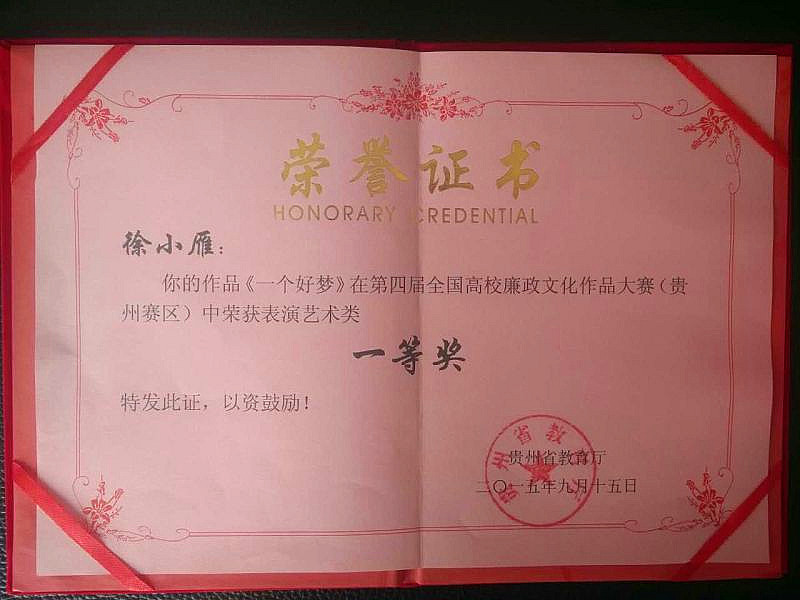 荣誉证书
HONORARY CREDENTIAL
徐小雁：
你的作品《一个好梦》在第四届全国高校廉政文化作品大赛（贵
州赛区）中荣获表演艺术类
一等奖
特发此证，以资鼓励！
贵州省教育厅
二〇一五年九月十五日